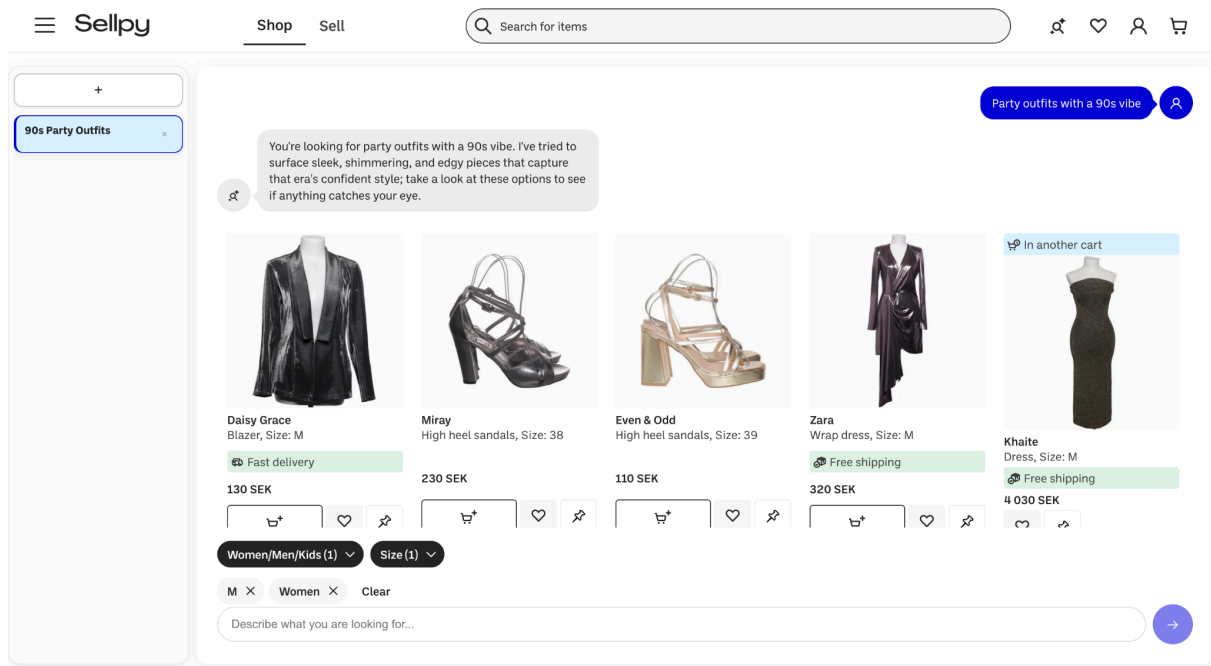 Sellpy
Shop
Sell
Search for items
+
90s Party Outfits
×
Party outfits with a 90s vibe
You're looking for party outfits with a 90s vibe. I've tried to
surface sleek, shimmering, and edgy pieces that capture
that era's confident style; take a look at these options to see
if anything catches your eye.
Daisy Grace
Blazer, Size: M
Fast delivery
130 SEK
Miray
High heel sandals, Size: 38
230 SEK
Even & Odd
High heel sandals, Size: 39
110 SEK
Zara
Wrap dress, Size: M
Free shipping
320 SEK
In another cart
Khaite
Dress, Size: M
Free shipping
4 030 SEK
Women/Men/Kids (1)
Size (1)
M
Women
Clear
Describe what you are looking for...